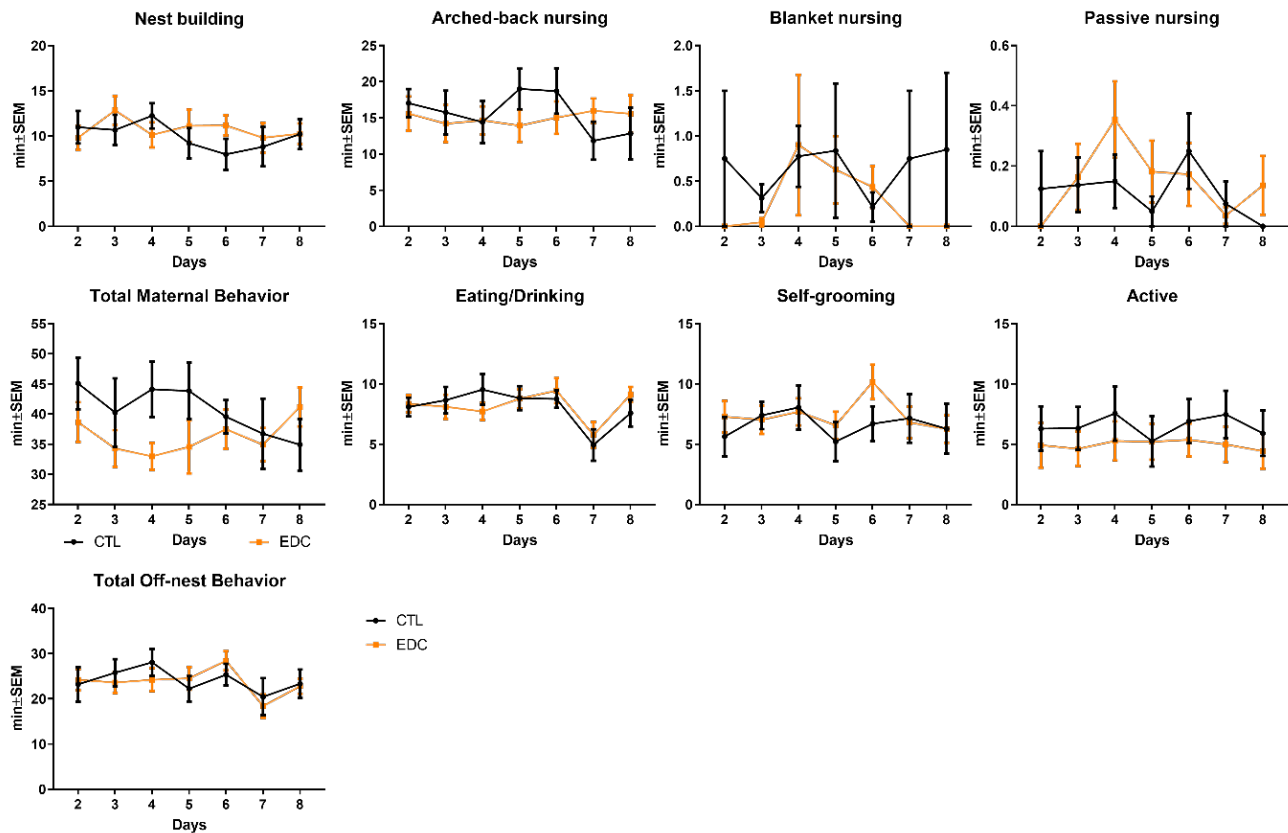 Nest building
Arched-back nursing
Blanket nursing
Passive nursing
20
15
10
5
0
min±SEM
2 3 4 5 6 7 8
Days
25
20
15
10
5
0
min±SEM
2 3 4 5 6 7 8
Days
2.0
1.5
1.0
0.5
0.0
min±SEM
2 3 4 5 6 7 8
Days
0.6
0.4
0.2
0.0
min±SEM
2 3 4 5 6 7 8
Days
Total Maternal Behavior
Eating/Drinking
Self-grooming
Active
55
50
45
40
35
30
25
min±SEM
2 3 4 5 6 7 8
Days
CTL
EDC
15
10
5
0
min±SEM
2 3 4 5 6 7 8
Days
15
10
5
0
min±SEM
2 3 4 5 6 7 8
Days
15
10
5
0
min±SEM
2 3 4 5 6 7 8
Days
Total Off-nest Behavior
40
30
20
10
0
min±SEM
2 3 4 5 6 7 8
Days
CTL
EDC